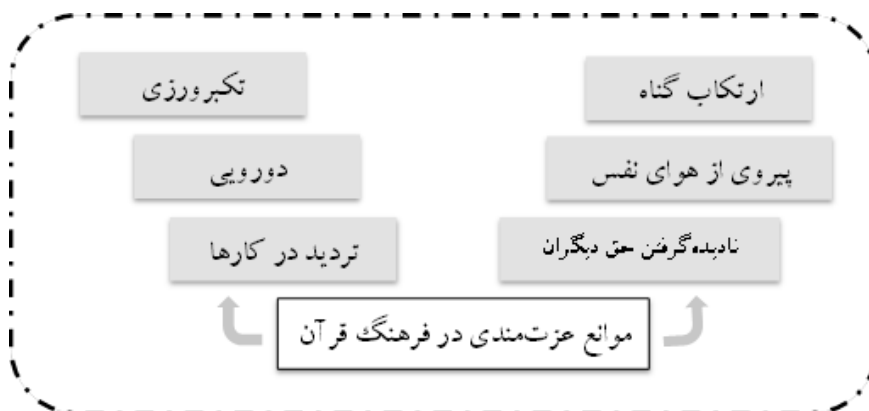 ارتکاب گناه
تکبرورزی
پیروی از هوای نفس
دورویی
نادیده‌گرفتن حق دیگران
تردید در کارها
موانع عزت‌مندی در فرهنگ قرآن